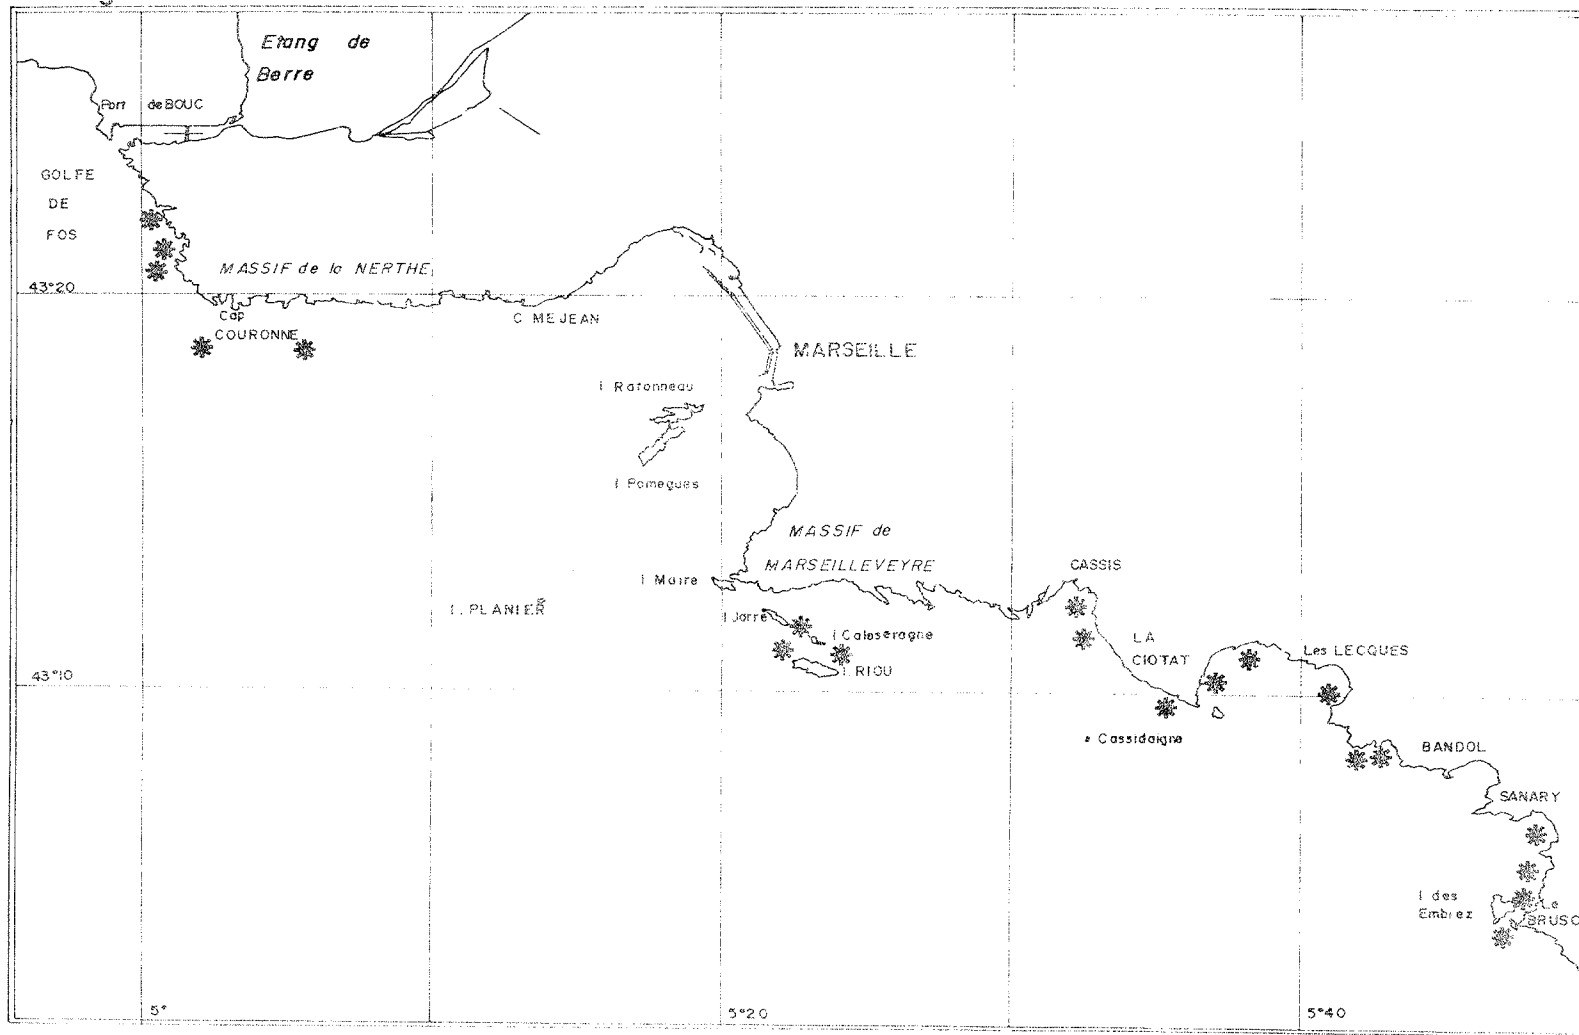 Etang de
Berre
Port de BOUC
GOLFE
DE
FOS
MASSIF de la NERTHE
43°20
Cap
COURONNE
C MEJEAN
MARSEILLE
I Ratonneau
I Pomegues
MASSIF de
MARSEILLEVEYRE
I Maire
CASSIS
I. PLANIER
I Jarre
I Calaseragne
I. RIOU
LA
CIOTAT
Les LECQUES
43°10
Cassidaigne
BANDOL
SANARY
I des
Embiez
Le
BRUSC
5°
5°20
5°40